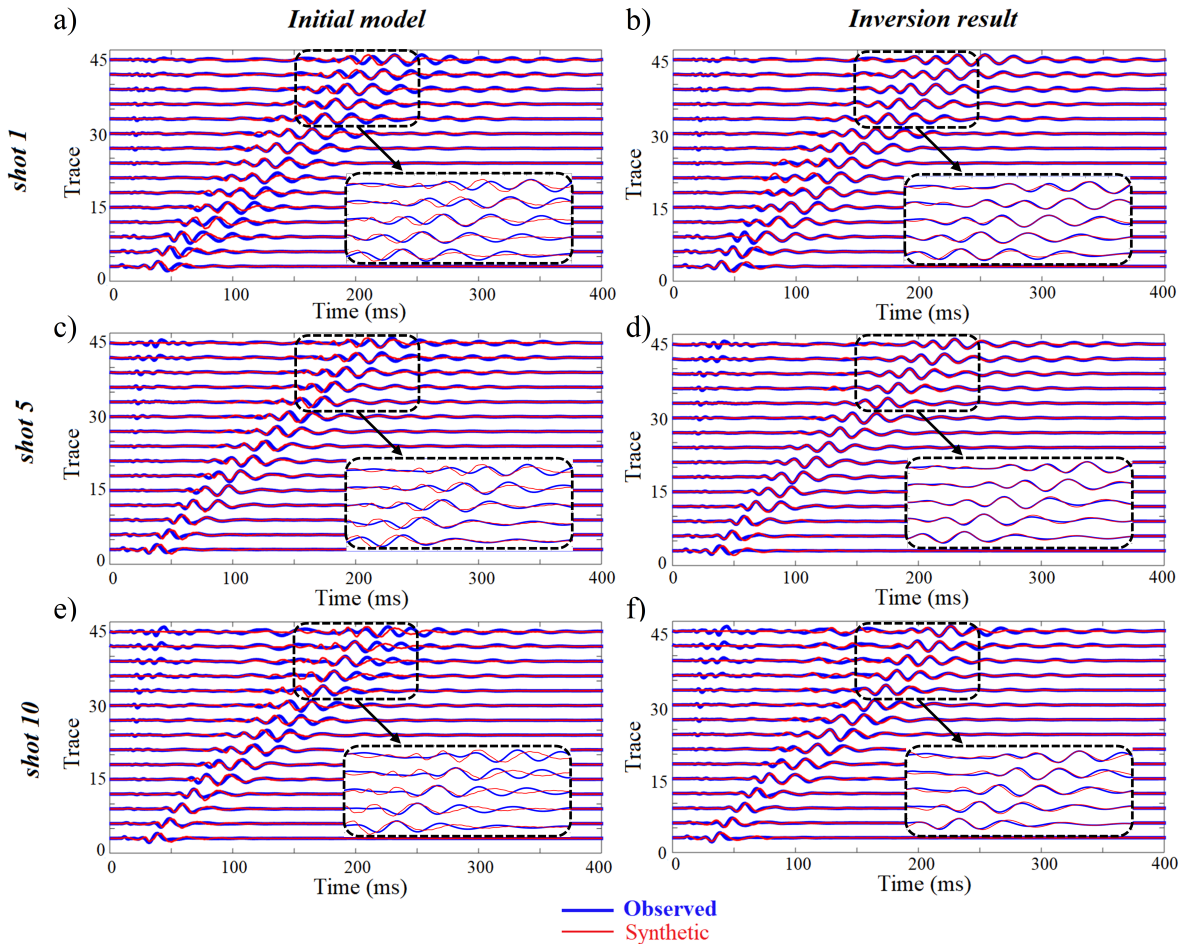 a)
Initial model
b)
Inversion result
shot 1
Trace
45
30
15
0
0
100
200
300
400
Time (ms)
Trace
45
30
15
0
0
100
200
300
400
Time (ms)
c)
d)
shot 5
Trace
45
30
15
0
0
100
200
300
400
Time (ms)
Trace
45
30
15
0
0
100
200
300
400
Time (ms)
e)
f)
shot 10
Trace
45
30
15
0
0
100
200
300
400
Time (ms)
Trace
45
30
15
0
0
100
200
300
400
Time (ms)
Observed
Synthetic